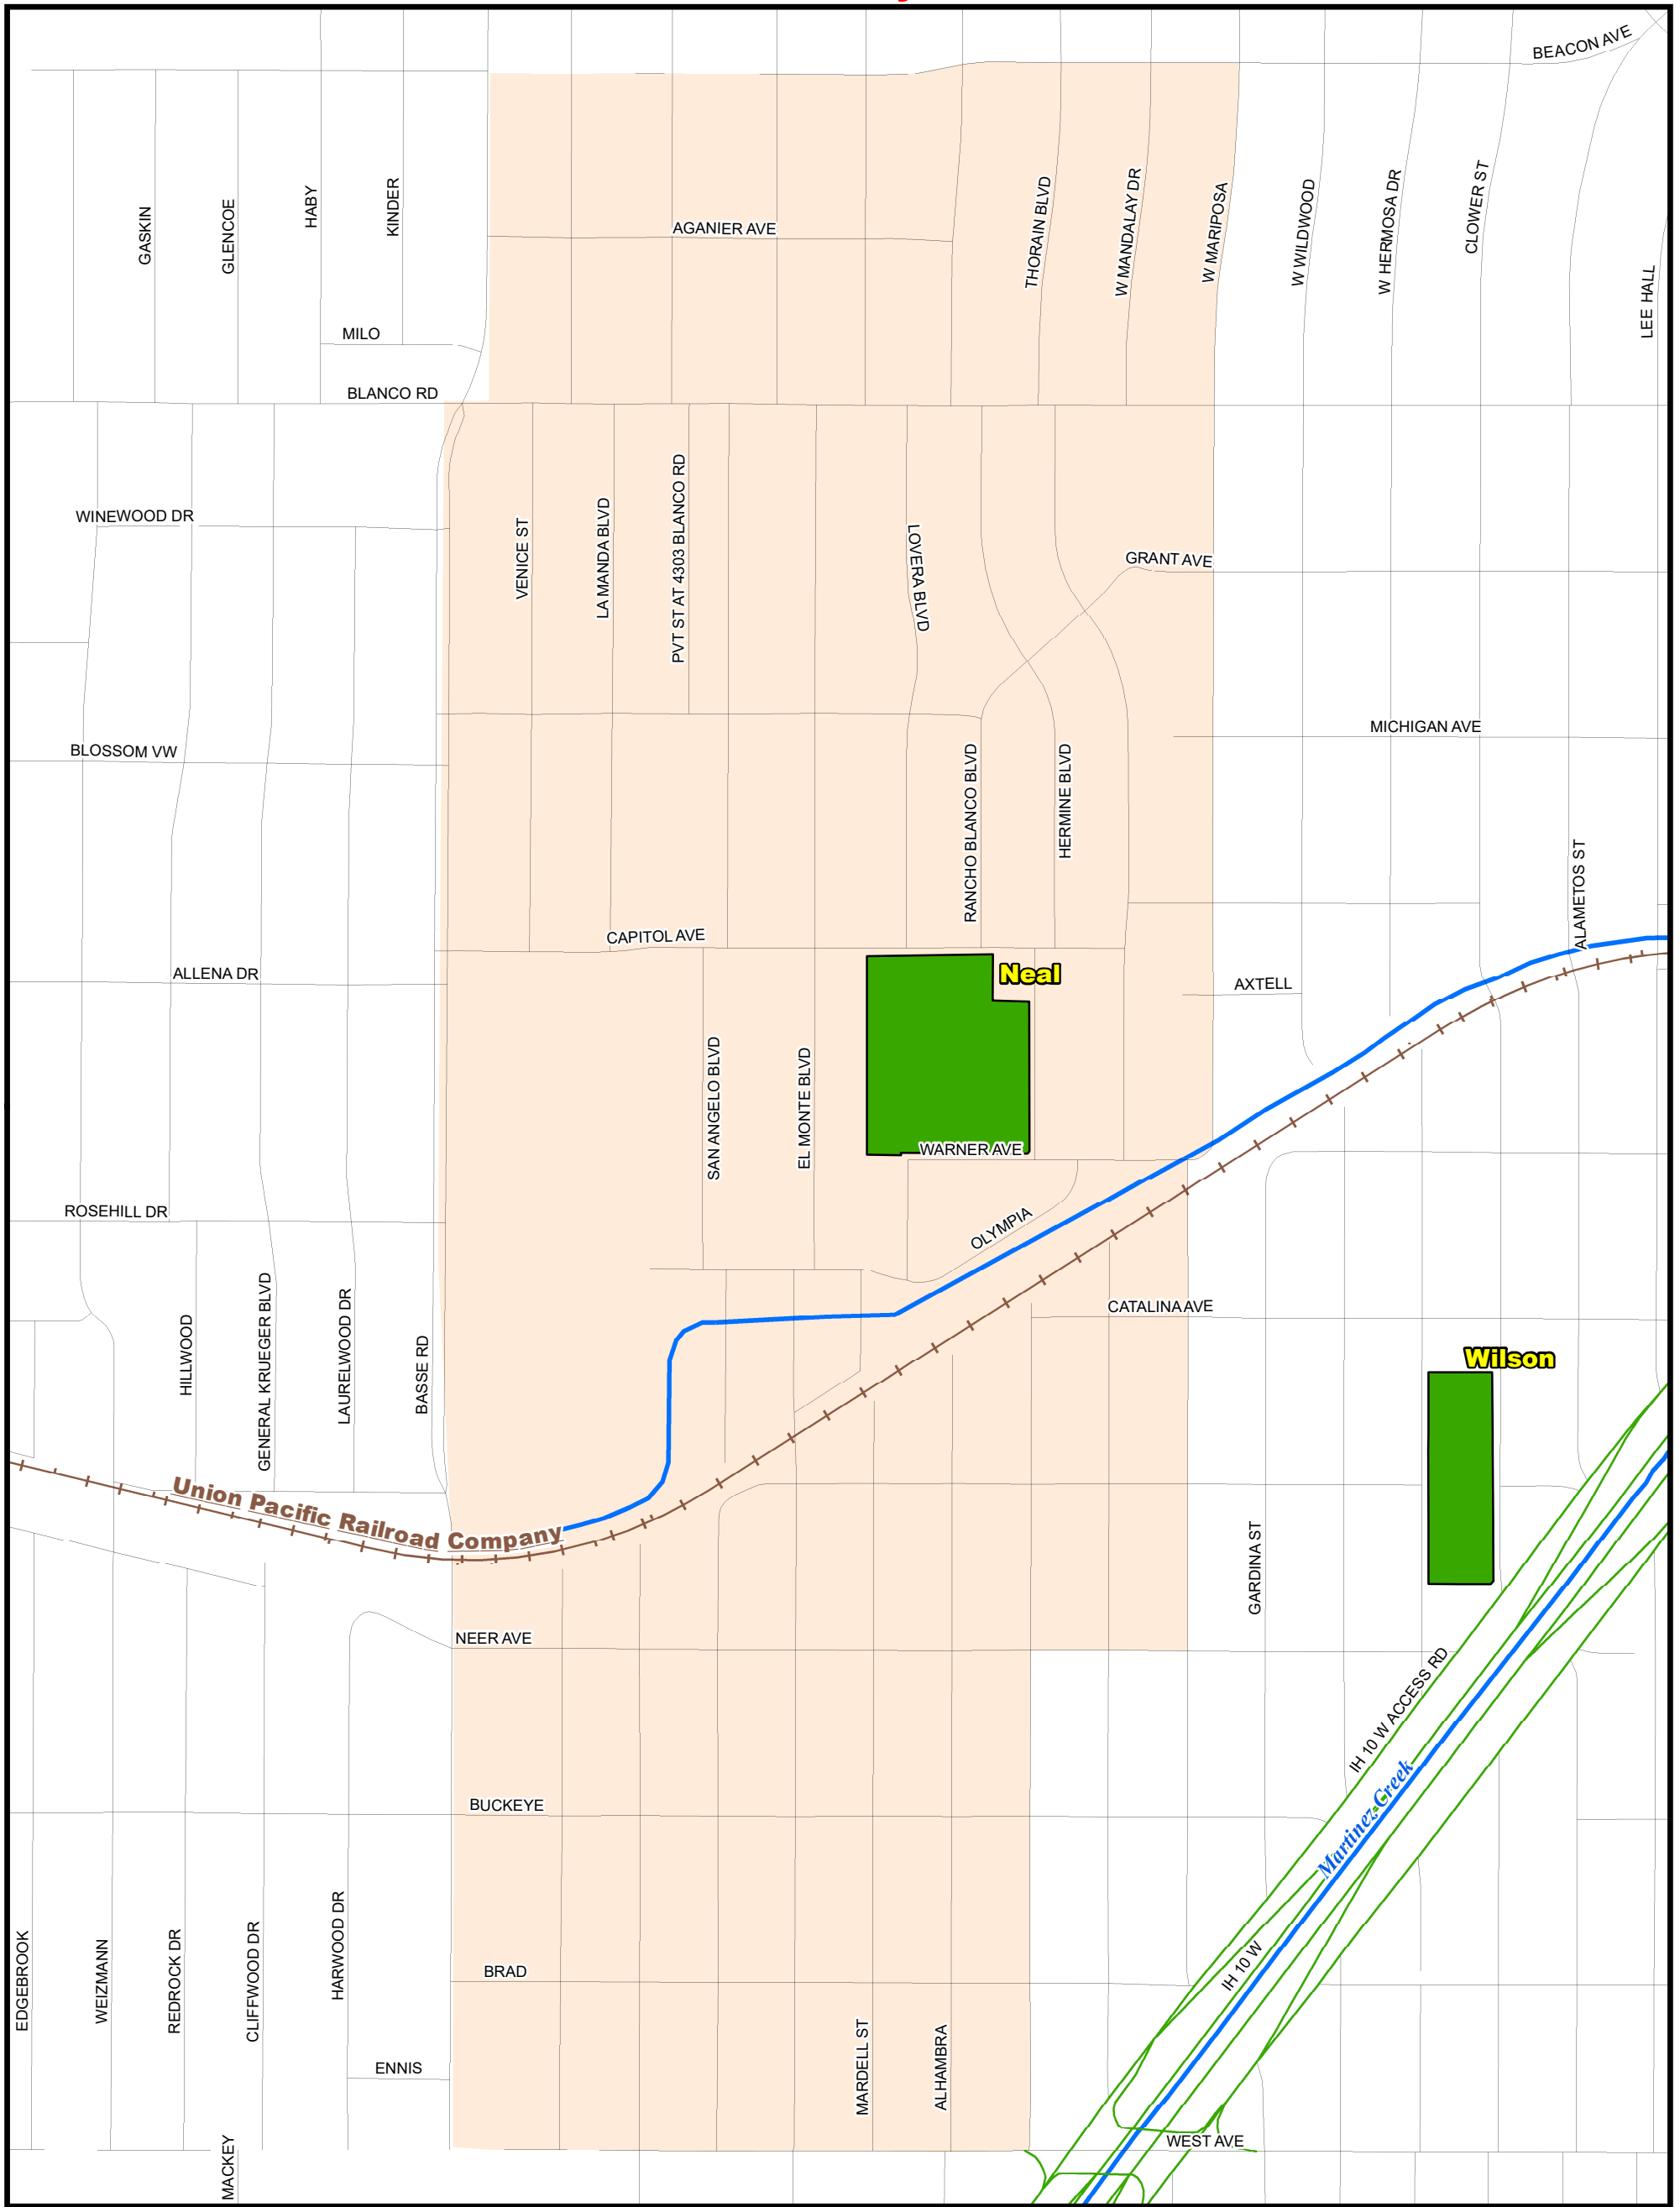 BEACON AVE
GASKIN
GLENCOE
HABY
KINDER
AGANIER AVE
THORAIN BLVD
W MANDALAY DR
W MARIPOSA
W WILDWOOD
W HERMOSA DR
CLOWER ST
LEE HALL
MILO
BLANCO RD
WINEWOOD DR
VENICE ST
LA MANDA BLVD
PVT ST AT 4303 BLANCO RD
LOVERA BLVD
GRANT AVE
MICHIGAN AVE
BLOSSOM VW
RANCHO BLANCO BLVD
HERMINE BLVD
ALAMETOS ST
CAPITOL AVE
ALLENA DR
Neal
AXTELL
SAN ANGELO BLVD
EL MONTE BLVD
WARNER AVE
ROSEHILL DR
OLYMPIA
CATALINA AVE
HILLWOOD
GENERAL KRUEGER BLVD
LAURELWOOD DR
BASSE RD
Wilson
Union Pacific Railroad Company
GARDINA ST
NEER AVE
IH 10 W ACCESS RD
BUCKEYE
Martinez Creek
EDGEBROOK
WEIZMANN
REDROCK DR
CLIFFWOOD DR
HARWOOD DR
BRAD
IH 10 W
MARDELL ST
ALHAMBRA
ENNIS
WEST AVE
MACKEY